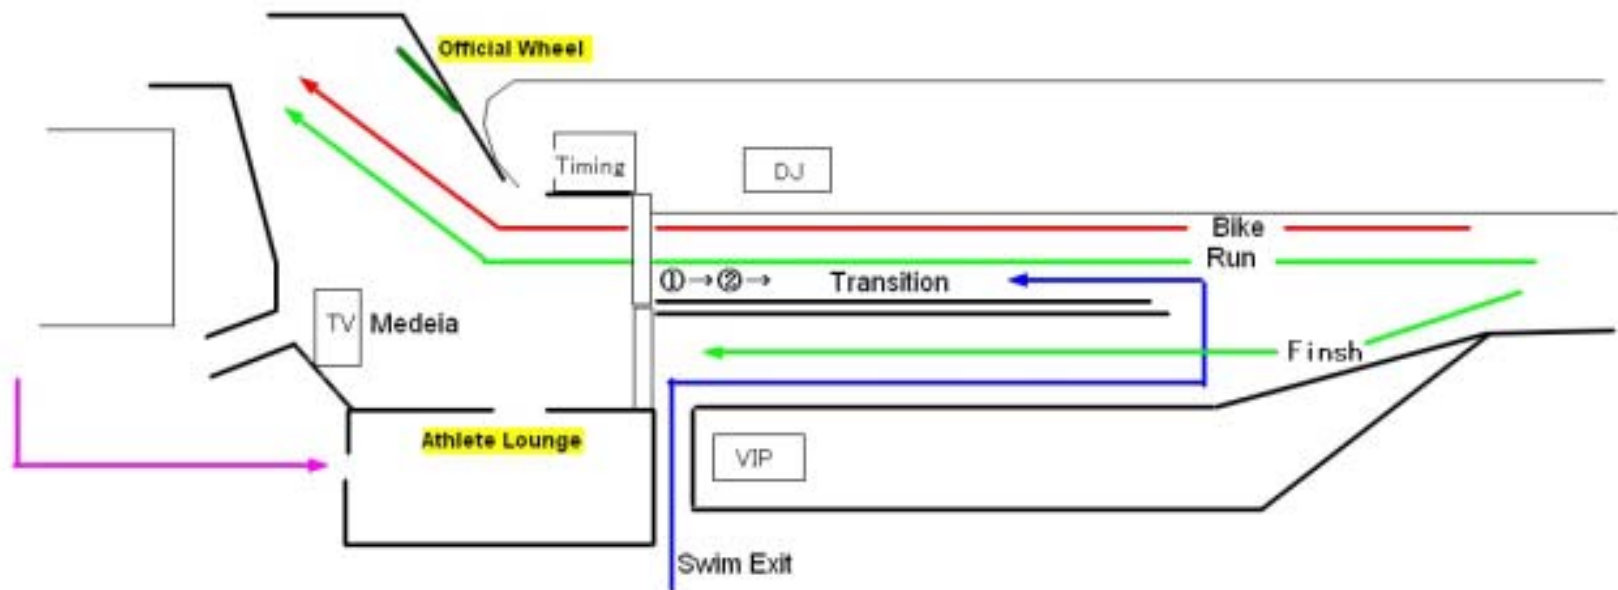 Official Wheel
Timing
DJ
Bike
Run
①→②→ Transition
TV Medeia
Finsh
Athlete Lounge
VIP
Swim Exit